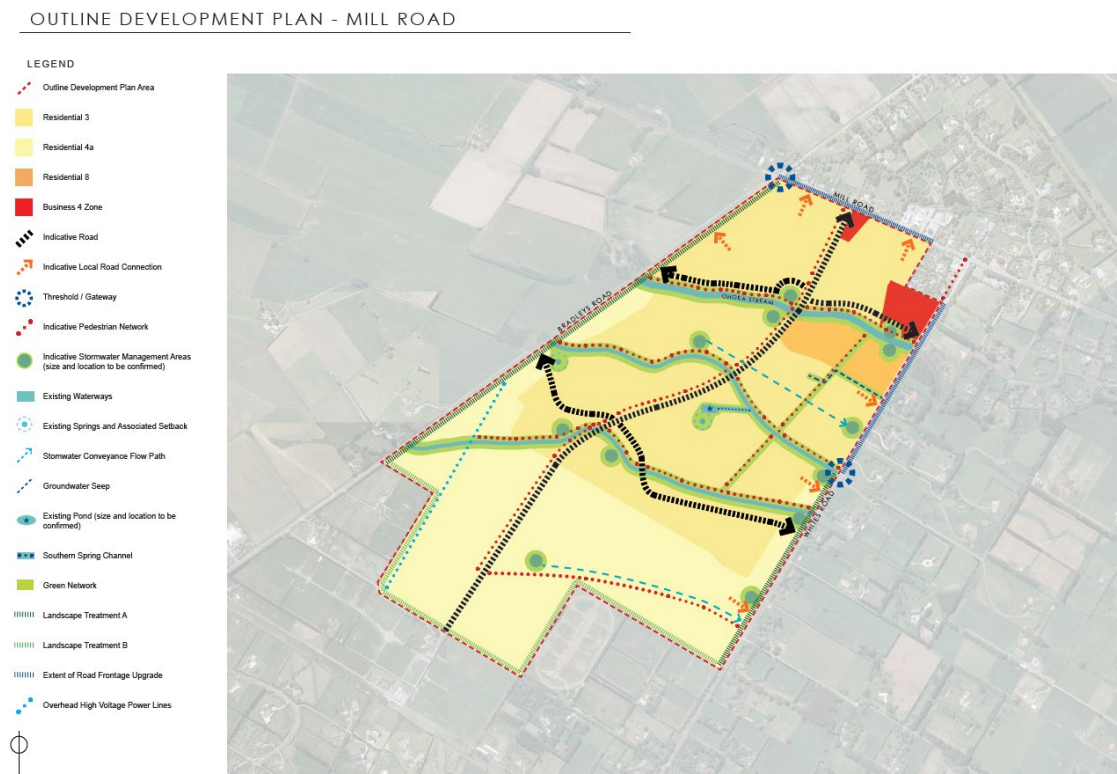 OUTLINE DEVELOPMENT PLAN - MILL ROAD
LEGEND
Outline Development Plan Area
Residential 3
Residential 4a
Residential 8
Business 4 Zone
Indicative Road
Indicative Local Road Connection
Threshold / Gateway
Indicative Pedestrian Network
Indicative Stormwater Management Areas
(size and location to be confirmed)
Existing Waterways
Existing Springs and Associated Setback
Stomwater Conveyance Flow Path
Groundwater Seep
Existing Pond (size and location to be
confirmed)
Southern Spring Channel
Green Network
Landscape Treatment A
Landscape Treatment B
Extent of Road Frontage Upgrade
Overhead High Voltage Power Lines
MILL ROAD
BRADLEYS ROAD
OHOKA STREAM
WHITES ROAD